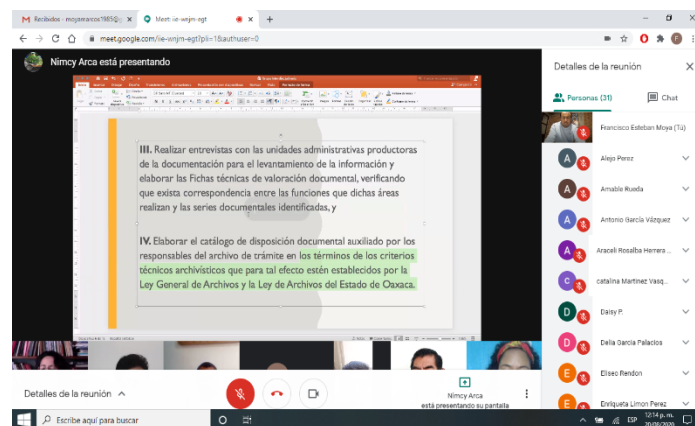 Recibidos - moyamarcos1965@g
Meet: iie-wnjm-egt
meet.google.com/iie-wnjm-egt?pli=1&authuser=0
Nimcy Arca está presentando
III. Realizar entrevistas con las unidades administrativas productoras
de la documentación para el levantamiento de la información y
elaborar las Fichas técnicas de valoración documental, verificando
que exista correspondencia entre las funciones que dichas áreas
realizan y las series documentales identificadas, y
IV. Elaborar el catálogo de disposición documental auxiliado por los
responsables del archivo de trámite en los términos de los criterios
técnicos archivísticos que para tal efecto estén establecidos por la
Ley General de Archivos y la Ley de Archivos del Estado de Oaxaca.
Detalles de la reunión
Personas (31)
Chat
Francisco Esteban Moya (Tú)
A Alejo Perez
A Amable Rueda
A Antonio García Vázquez
A Araceli Rosalba Herrera ...
c catalina Martinez Vasq...
D Daisy P.
D Delia García Palacios
E Eliseo Rendon
E Enriqueta Limon Perez
Detalles de la reunión
Nimcy Arca
está presentando su pantalla
Escribe aquí para buscar
ESP
12:14 p. m.
20/08/2020